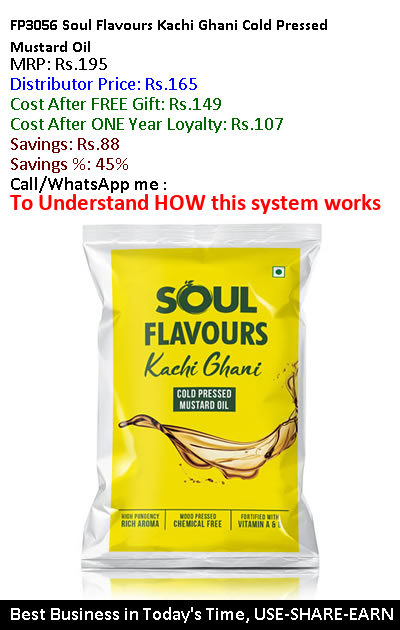 FP3056 Soul Flavours Kachi Ghani Cold Pressed
Mustard Oil
MRP: Rs.195
Distributor Price: Rs.165
Cost After FREE Gift: Rs.149
Cost After ONE Year Loyalty: Rs.107
Savings: Rs.88
Savings %: 45%
Call/WhatsApp me :
To Understand HOW this system works
SOUL
FLAVOURS
Kachi Ghani
COLD PRESSED
MUSTARD OIL
HIGH PUNGENCY
RICH AROMA
WOOD PRESSED
CHEMICAL FREE
FORTIFIED WITH
VITAMIN A &
Best Business in Today's Time, USE-SHARE-EARN